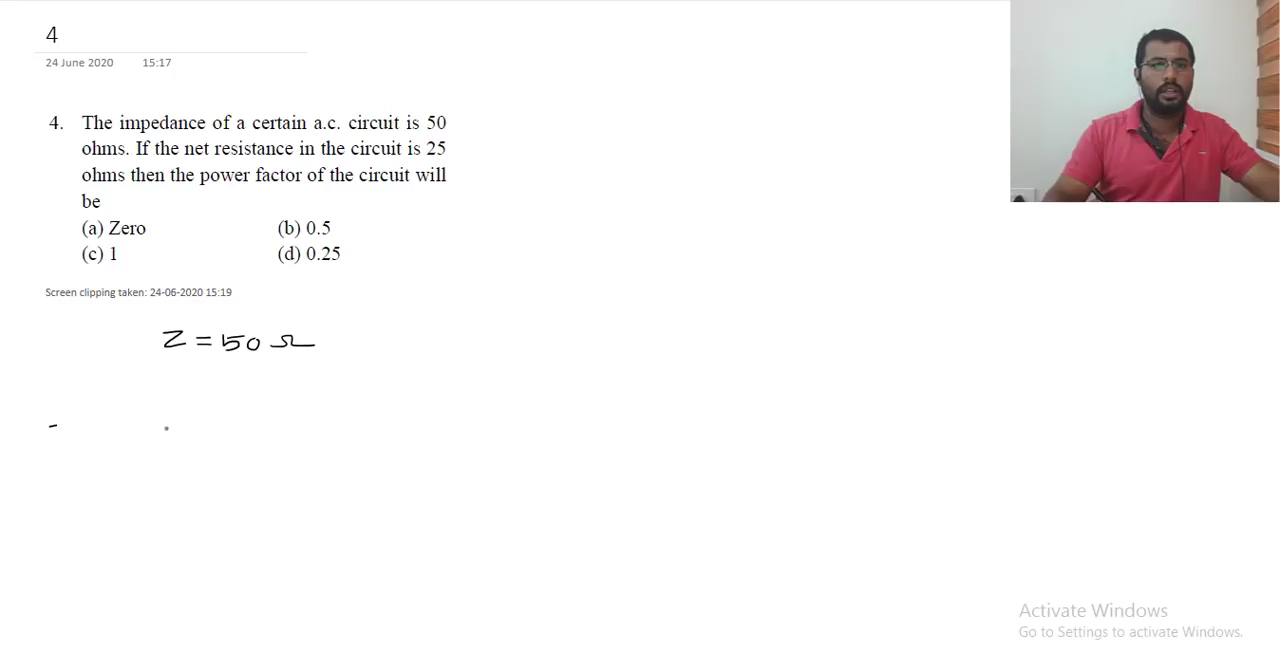 4
24 June 2020 15:17
4. The impedance of a certain a.c. circuit is 50
ohms. If the net resistance in the circuit is 25
ohms then the power factor of the circuit will
be
(a) Zero (b) 0.5
(c) 1 (d) 0.25
Screen clipping taken: 24-06-2020 15:19
Z = 50 Ω
Activate Windows
Go to Settings to activate Windows.